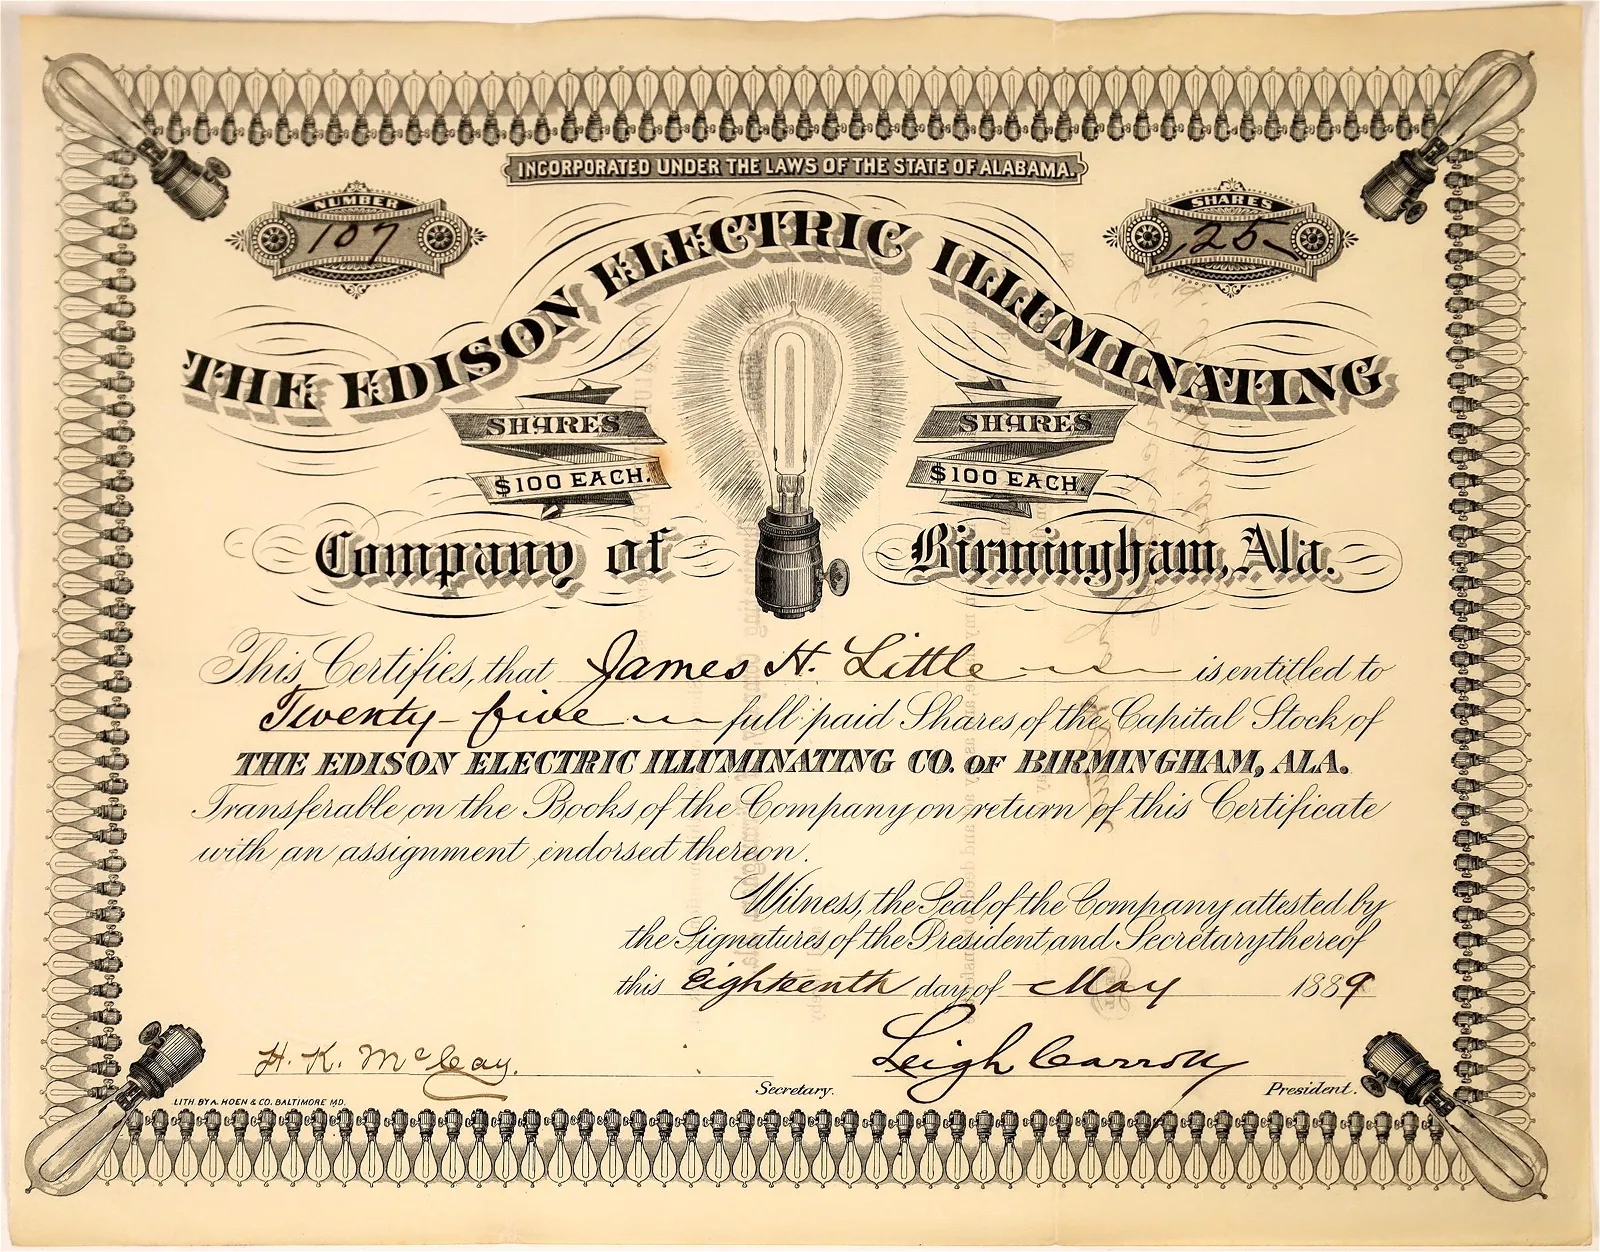 INCORPORATED UNDER THE LAWS OF THE STATE OF ALABAMA.
NUMBER
107
SHARES
25
THE EDISON ELECTRIC ILLUMINATING
SHARES
$100 EACH.
SHARES
$100 EACH.
Company of Birmingham, Ala.
This Certifies, that James H. Little is entitled to
Twenty-five full paid Shares of the Capital Stock of
THE EDISON ELECTRIC ILLUMINATING CO. OF BIRMINGHAM, ALA.
Transferable on the Books of the Company on return of this Certificate
with an assignment endorsed thereon.
Witness, the Seal of the Company attested by
the Signatures of the President and Secretary thereof
this Eighteenth day of May 1889
H. K. McCay. Secretary.
Leigh Carroll President.
LITH. BY A. HOEN & CO. BALTIMORE MD.